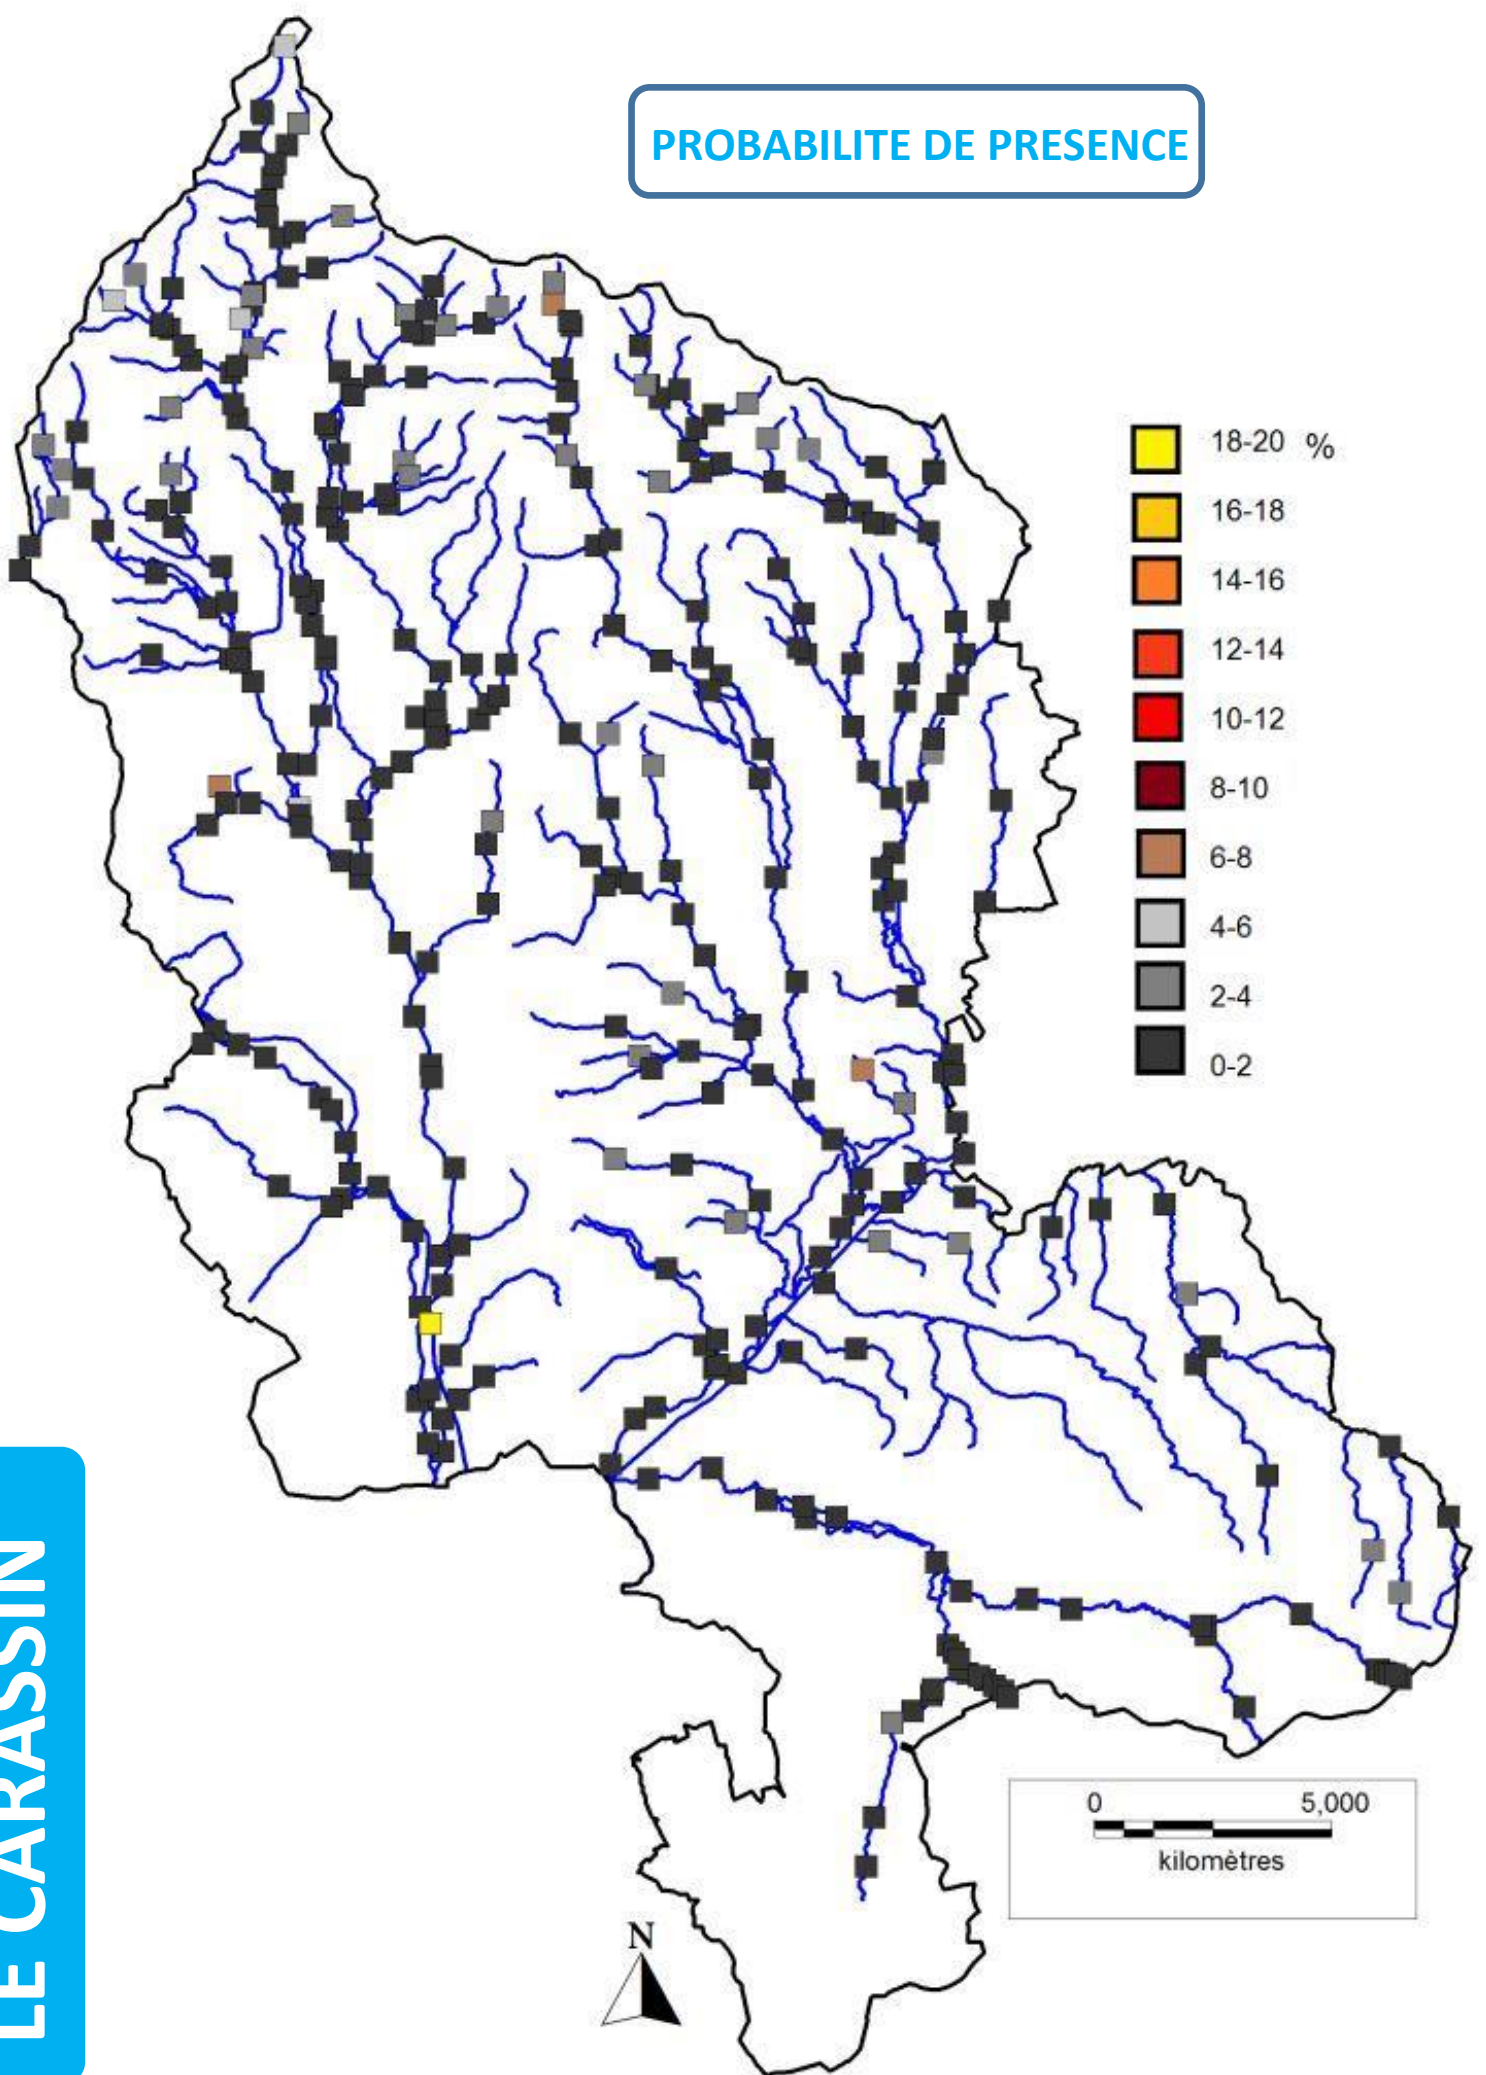 PROBABILITE DE PRESENCE
18-20 %
16-18
14-16
12-14
10-12
8-10
6-8
4-6
2-4
0-2
LE CARASSIN
0 5,000
kilomètres
N